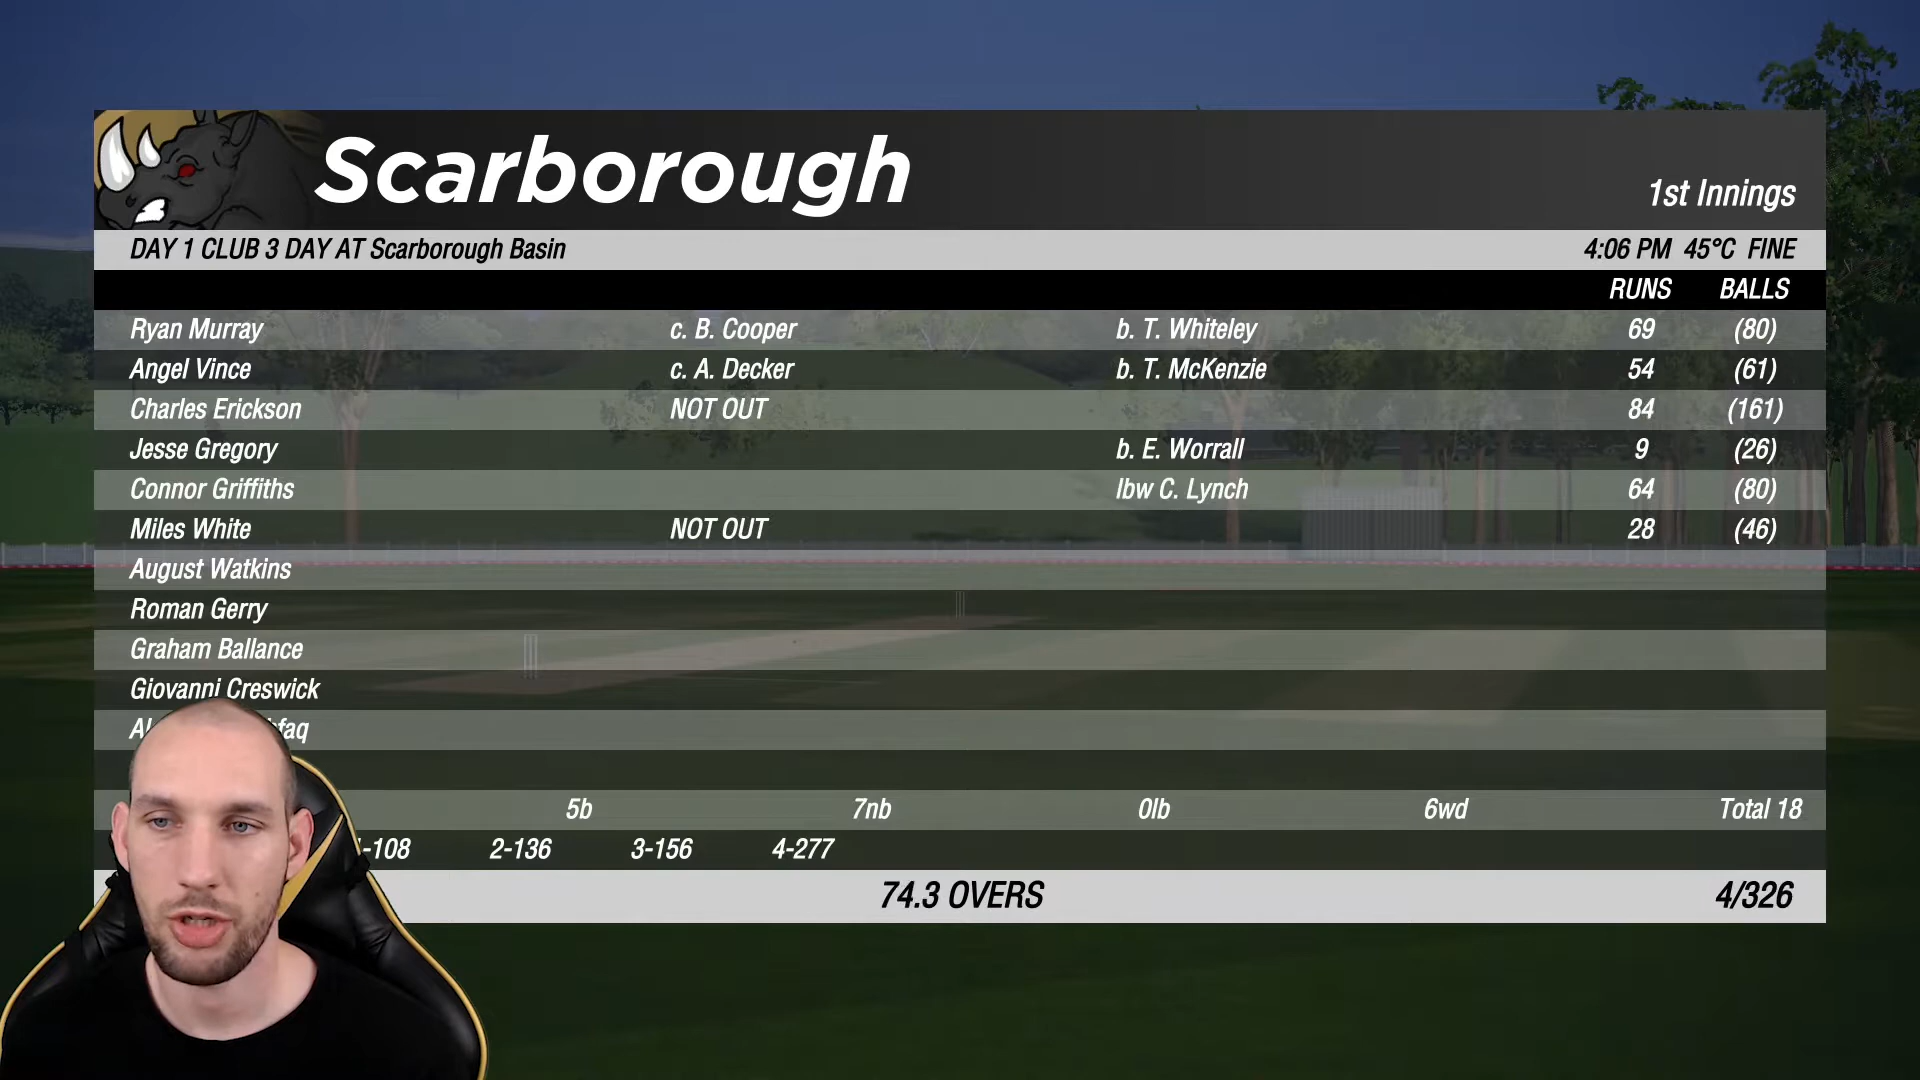 Scarborough
1st Innings
DAY 1 CLUB 3 DAY AT Scarborough Basin 4:06 PM 45°C FINE
RUNS BALLS
Ryan Murray c. B. Cooper b. T. Whiteley 69 (80)
Angel Vince c. A. Decker b. T. McKenzie 54 (61)
Charles Erickson NOT OUT 84 (161)
Jesse Gregory b. E. Worrall 9 (26)
Connor Griffiths lbw C. Lynch 64 (80)
Miles White NOT OUT 28 (46)
August Watkins
Roman Gerry
Graham Ballance
Giovanni Creswick
5b 7nb 0lb 6wd Total 18
-108 2-136 3-156 4-277
74.3 OVERS 4/326